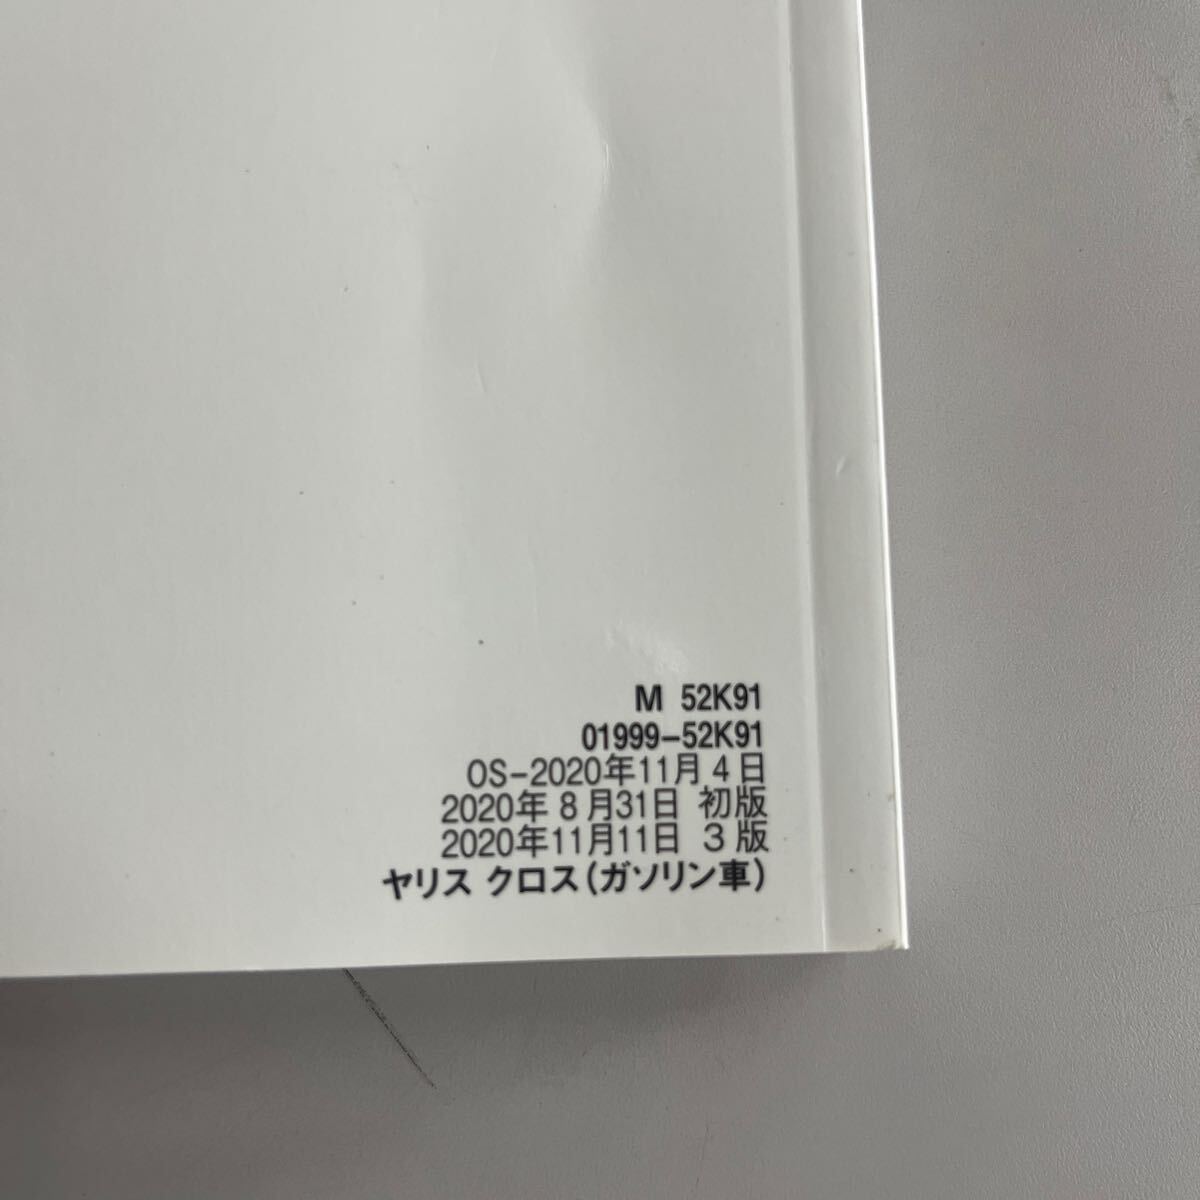 M 52K91
01999-52K91
OS-2020年11月4日
2020年8月31日 初版
2020年11月11日 3版
ヤリス クロス(ガソリン車)